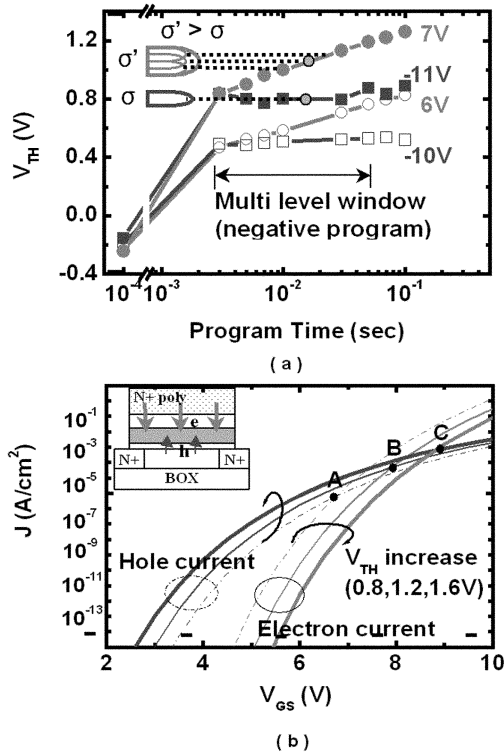 (a)
σ' > σ
σ'
σ
7V
-11V
6V
-10V
Multi level window
(negative program)
V_TH (V)
1.2
0.8
0.4
0.0
-0.4
10^-4
10^-3
10^-2
10^-1
Program Time (sec)
( a )
N+ poly
e
h
N+
N+
BOX
A
B
C
Hole current
V_TH increase
(0.8,1.2,1.6V)
Electron current
J (A/cm²)
10^-1
10^-3
10^-5
10^-7
10^-9
10^-11
10^-13
2
4
6
8
10
V_GS (V)
( b )